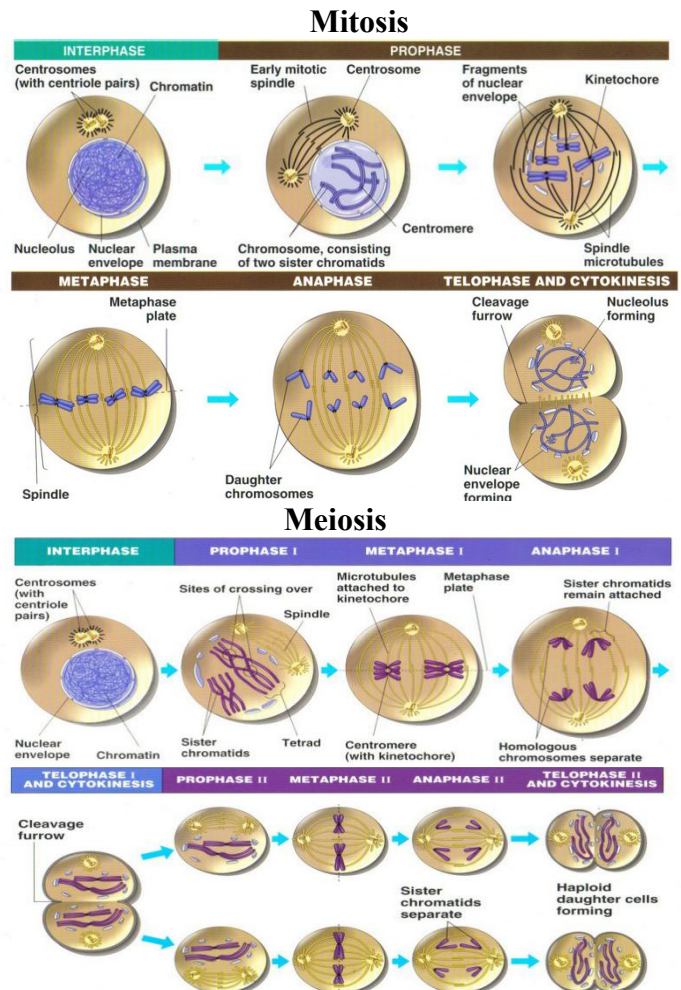 Mitosis
INTERPHASE
PROPHASE
Centrosomes
(with centriole pairs)
Chromatin
Early mitotic
spindle
Centrosome
Fragments
of nuclear
envelope
Kinetochore
Nucleolus
Nuclear
envelope
Plasma
membrane
Chromosome, consisting
of two sister chromatids
Centromere
Spindle
microtubules
METAPHASE
ANAPHASE
TELOPHASE AND CYTOKINESIS
Metaphase
plate
Cleavage
furrow
Nucleolus
forming
Spindle
Daughter
chromosomes
Nuclear
envelope
forming
Meiosis
INTERPHASE
PROPHASE I
METAPHASE I
ANAPHASE I
Centrosomes
(with
centriole
pairs)
Sites of crossing over
Spindle
Microtubules
attached to
kinetochore
Metaphase
plate
Sister chromatids
remain attached
Nuclear
envelope
Chromatin
Sister
chromatids
Tetrad
Centromere
(with kinetochore)
Homologous
chromosomes separate
TELOPHASE I
AND CYTOKINESIS
PROPHASE II
METAPHASE II
ANAPHASE II
TELOPHASE II
AND CYTOKINESIS
Cleavage
furrow
Sister
chromatids
separate
Haploid
daughter cells
forming